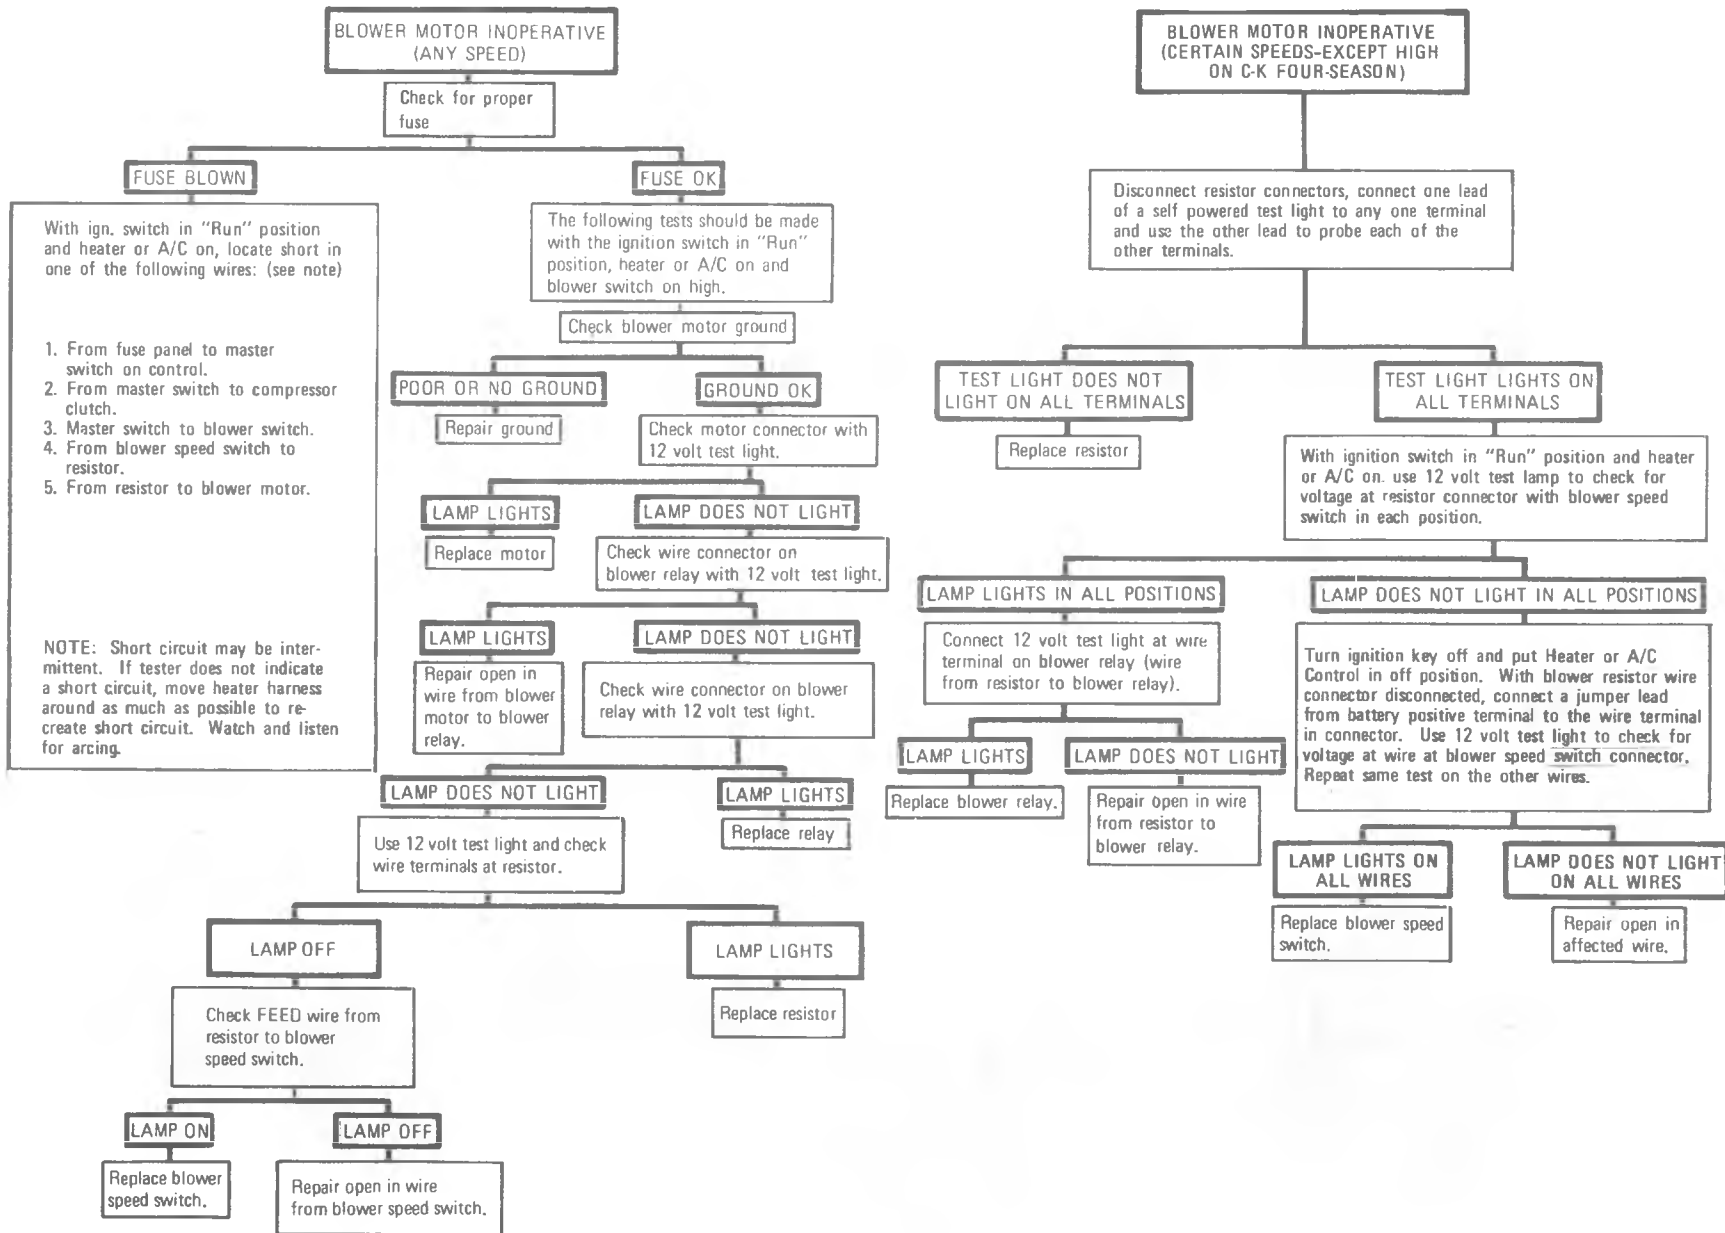 BLOWER MOTOR INOPERATIVE
(ANY SPEED)
Check for proper
fuse
FUSE BLOWN
With ign. switch in "Run" position
and heater or A/C on, locate short in
one of the following wires: (see note)
1. From fuse panel to master
switch on control.
2. From master switch to compressor
clutch.
3. Master switch to blower switch.
4. From blower speed switch to
resistor.
5. From resistor to blower motor.
NOTE: Short circuit may be inter-
mittent. If tester does not indicate
a short circuit, move heater harness
around as much as possible to re-
create short circuit. Watch and listen
for arcing.
FUSE OK
The following tests should be made
with the ignition switch in "Run"
position, heater or A/C on and
blower switch on high.
Check blower motor ground
POOR OR NO GROUND
Repair ground
GROUND OK
Check motor connector with
12 volt test light.
LAMP LIGHTS
Replace motor
LAMP DOES NOT LIGHT
Check wire connector on
blower relay with 12 volt test light.
LAMP LIGHTS
Repair open in
wire from blower
motor to blower
relay.
LAMP DOES NOT LIGHT
Check wire connector on blower
relay with 12 volt test light.
LAMP DOES NOT LIGHT
Use 12 volt test light and check
wire terminals at resistor.
LAMP LIGHTS
Replace relay
LAMP OFF
Check FEED wire from
resistor to blower
speed switch.
LAMP LIGHTS
Replace resistor
LAMP ON
Replace blower
speed switch.
LAMP OFF
Repair open in wire
from blower speed switch.
BLOWER MOTOR INOPERATIVE
(CERTAIN SPEEDS-EXCEPT HIGH
ON C-K FOUR-SEASON)
Disconnect resistor connectors, connect one lead
of a self powered test light to any one terminal
and use the other lead to probe each of the
other terminals.
TEST LIGHT DOES NOT
LIGHT ON ALL TERMINALS
Replace resistor
TEST LIGHT LIGHTS ON
ALL TERMINALS
With ignition switch in "Run" position and heater
or A/C on. use 12 volt test lamp to check for
voltage at resistor connector with blower speed
switch in each position.
LAMP LIGHTS IN ALL POSITIONS
Connect 12 volt test light at wire
terminal on blower relay (wire
from resistor to blower relay).
LAMP LIGHTS
Replace blower relay.
LAMP DOES NOT LIGHT
Repair open in wire
from resistor to
blower relay.
LAMP DOES NOT LIGHT IN ALL POSITIONS
Turn ignition key off and put Heater or A/C
Control in off position. With blower resistor wire
connector disconnected, connect a jumper lead
from battery positive terminal to the wire terminal
in connector. Use 12 volt test light to check for
voltage at wire at blower speed switch connector.
Repeat same test on the other wires.
LAMP LIGHTS ON
ALL WIRES
Replace blower speed
switch.
LAMP DOES NOT LIGHT
ON ALL WIRES
Repair open in
affected wire.